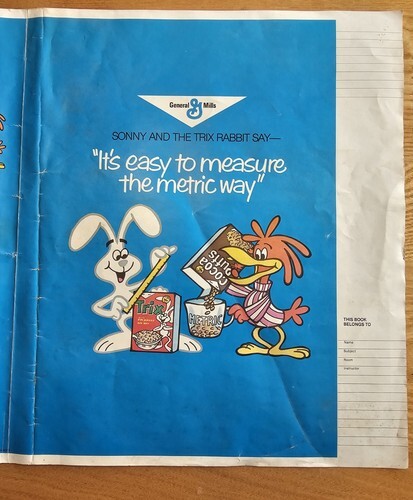 General G Mills
SONNY AND THE TRIX RABBIT SAY—
"It's easy to measure
the metric way"
COCOA
PUFFS
Trix
METRIC
THIS BOOK
BELONGS TO
Name
Subject
Room
Instructor